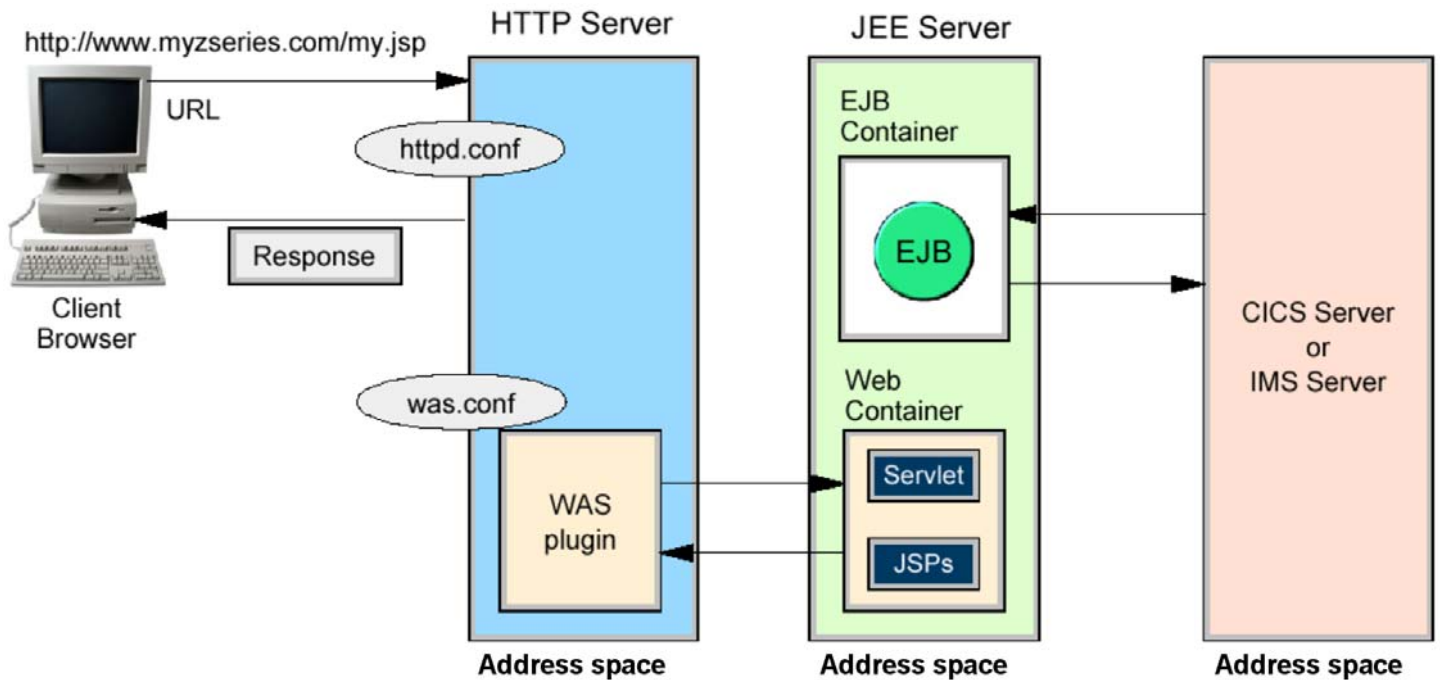 HTTP Server
JEE Server
http://www.myzseries.com/my.jsp
URL
httpd.conf
Response
Client
Browser
was.conf
WAS
plugin
EJB
Container
EJB
Web
Container
Servlet
JSPs
CICS Server
or
IMS Server
Address space
Address space
Address space